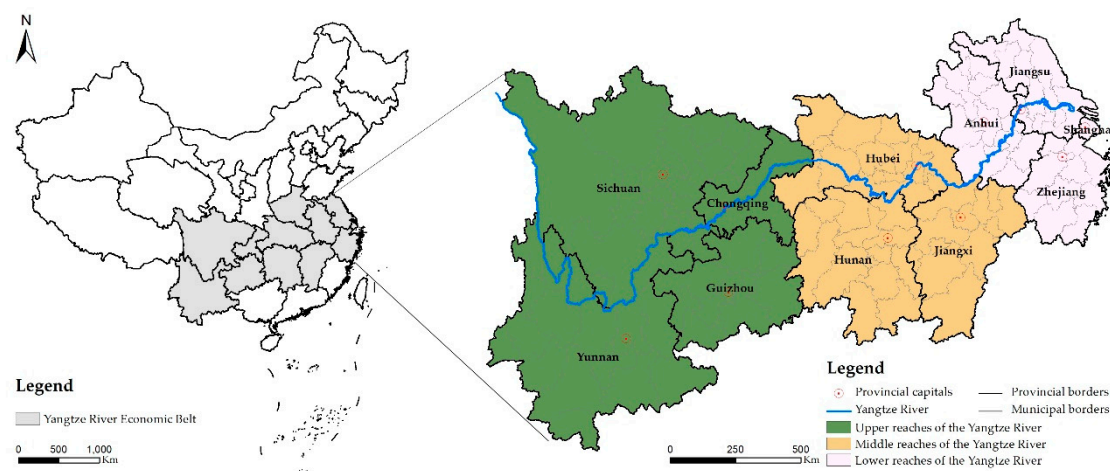 N
Legend
Yangtze River Economic Belt
0 500 1,000
Km
Jiangsu
Anhui
Shangha
Hubei
Zhejiang
Sichuan
Chongqing
Hunan
Jiangxi
Guizhou
Yunnan
Legend
Provincial capitals
Provincial borders
Yangtze River
Municipal borders
Upper reaches of the Yangtze River
Middle reaches of the Yangtze River
Lower reaches of the Yangtze River
0 250 500
Km